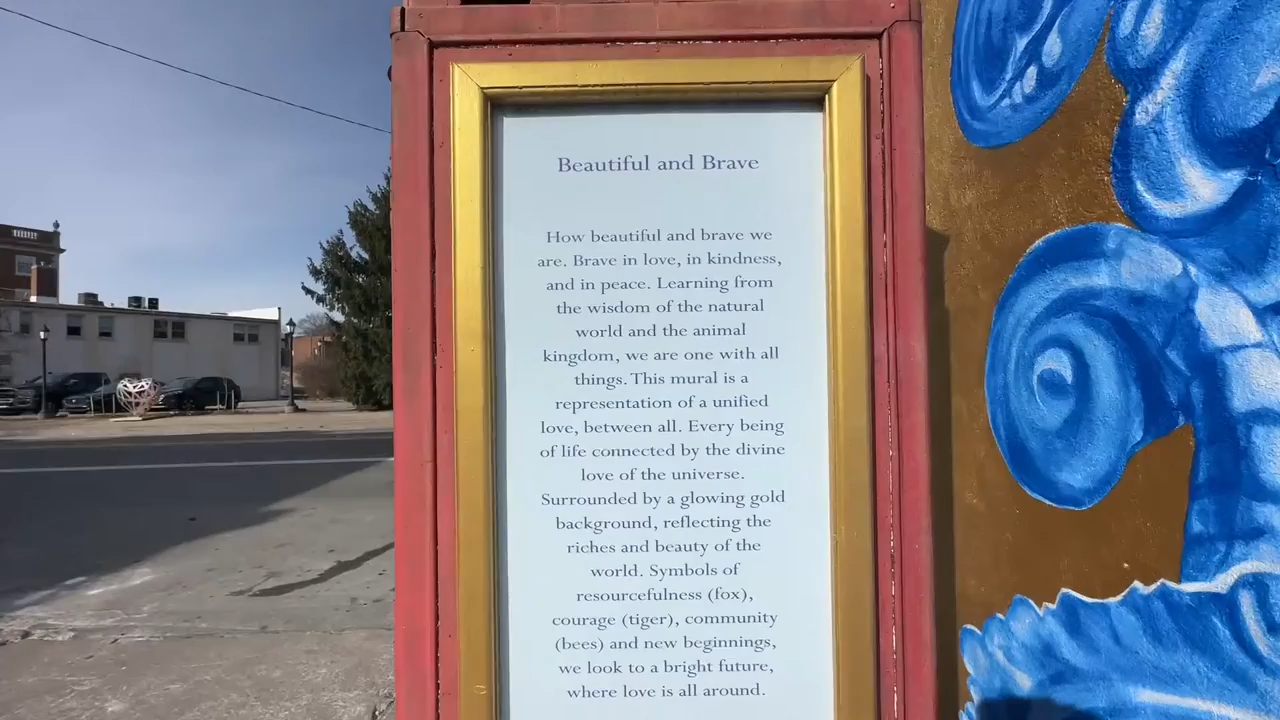 Beautiful and Brave
How beautiful and brave we
are. Brave in love, in kindness,
and in peace. Learning from
the wisdom of the natural
world and the animal
kingdom, we are one with all
things. This mural is a
representation of a unified
love, between all. Every being
of life connected by the divine
love of the universe.
Surrounded by a glowing gold
background, reflecting the
riches and beauty of the
world. Symbols of
resourcefulness (fox),
courage (tiger), community
(bees) and new beginnings,
we look to a bright future,
where love is all around.